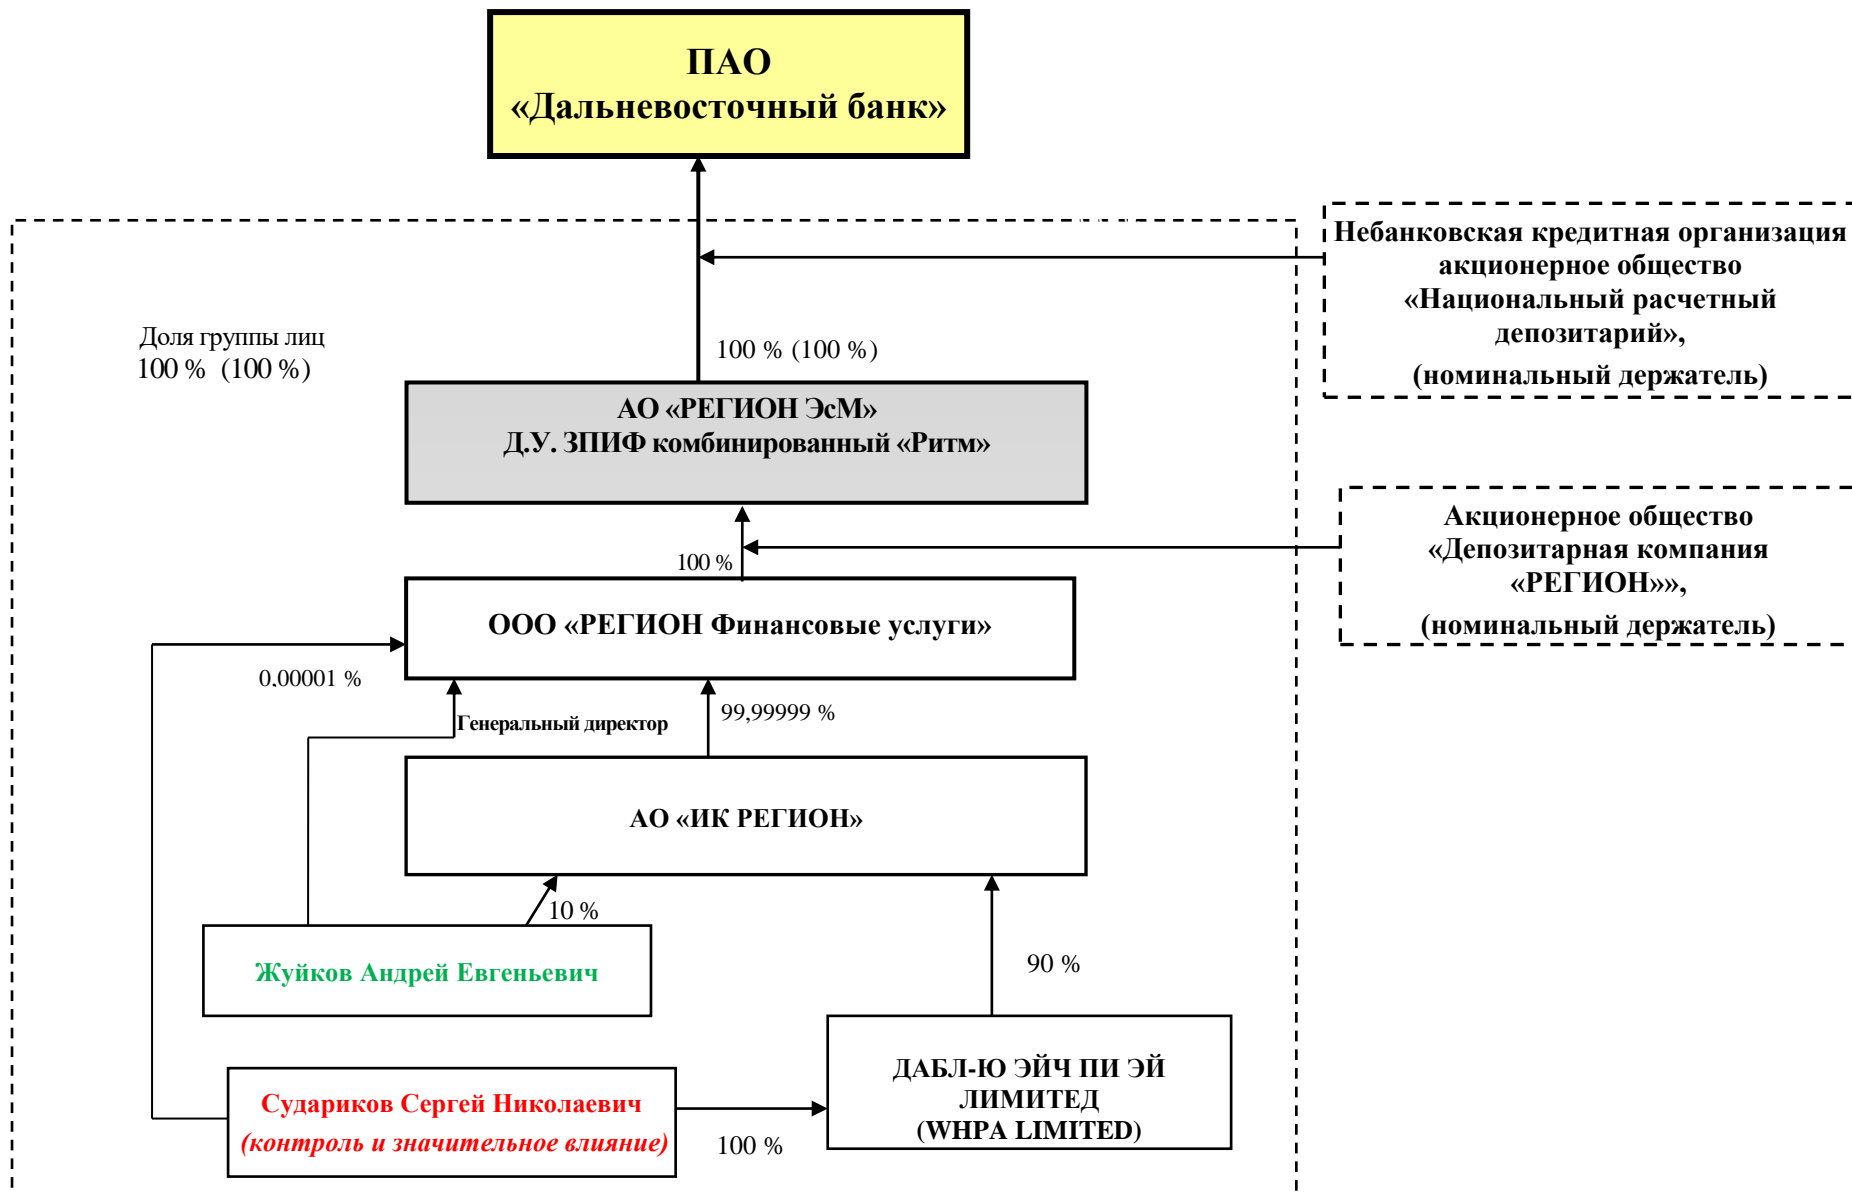 ПАО
«Дальневосточный банк»
Небанковская кредитная организация
акционерное общество
«Национальный расчетный
депозитарий»,
(номинальный держатель)
Доля группы лиц
100 % (100 %)
100 % (100 %)
АО «РЕГИОН ЭсМ»
Д.У. ЗПИФ комбинированный «Ритм»
Акционерное общество
«Депозитарная компания
«РЕГИОН»»,
(номинальный держатель)
100 %
ООО «РЕГИОН Финансовые услуги»
0,00001 %
Генеральный директор
99,99999 %
АО «ИК РЕГИОН»
10 %
Жуйков Андрей Евгеньевич
90 %
ДАБЛ-Ю ЭЙЧ ПИ ЭЙ
ЛИМИТЕД
(WHPA LIMITED)
Судариков Сергей Николаевич
(контроль и значительное влияние)
100 %